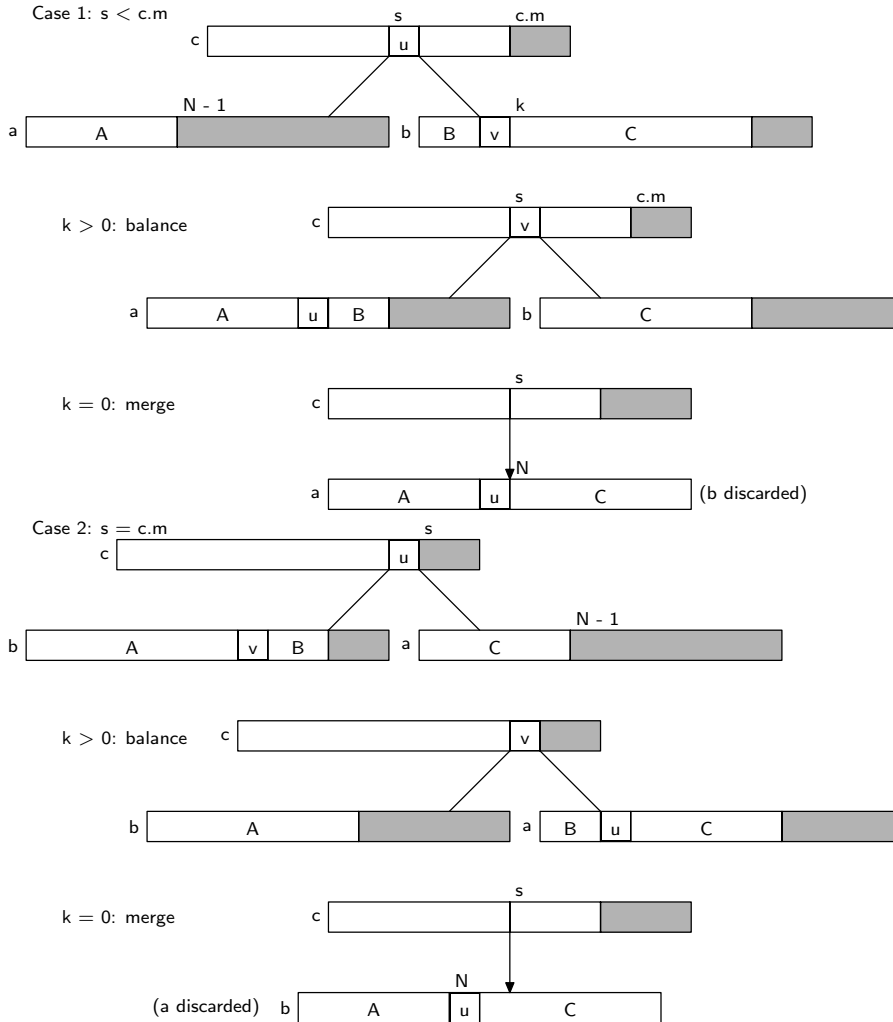 Case 1: s < c.m
s c.m
c u
N - 1 k
a A b B v C
s c.m
k > 0: balance c v
a A u B b C
s
k = 0: merge c
N
a A u C (b discarded)
Case 2: s = c.m s
c u
N - 1
b A v B a C
k > 0: balance c v
b A a B u C
s
k = 0: merge c
N
(a discarded) b A u C